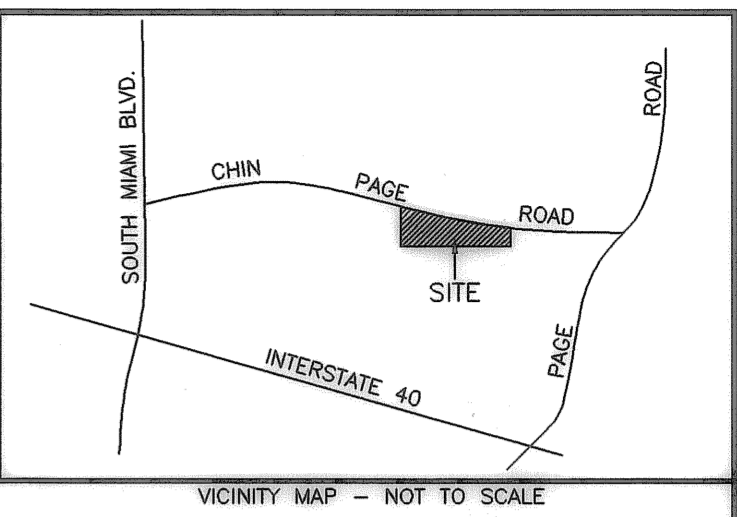 SOUTH MIAMI BLVD.
CHIN PAGE ROAD
PAGE ROAD
SITE
INTERSTATE 40
VICINITY MAP – NOT TO SCALE